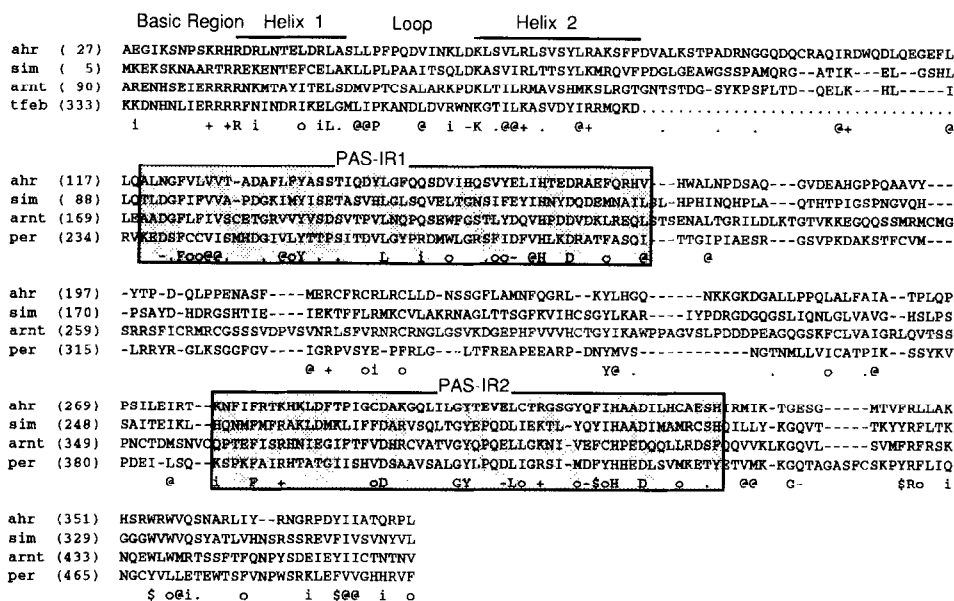 Basic Region Helix 1 Loop Helix 2
ahr ( 27) AEGIKSNPSKRHRDRLNTELDRLASLLPFPQDVINKLDKLSVLRLSVSYLRAKSFFDVALKSTPADRNGGQDQCRAQIRDWQDLQEGEFL
sim ( 5) MKEKSKNAARTRREKENTEFCELAKLLPLPAAITSQLDKASVIRLTTSYLKMRQVFPDGLGEAWGSSPAMQRG--ATIK---EL--GSHL
arnt ( 90) ARENHSEIERRRRNKMTAYITELSDMVPTCSALARKPDKLTILRMAVSHMKSLRGTGNTSTDG-SYKPSFLTD--QELK--HL-----I
tfeb (333) KKDNHNLIERRRRFNINDRIKELGMLIPKANDLDVRWNKGTILKASVDYIRRMQKD..................................
i + +R i o iL. @@P @ i -K .@@+ . @+ . . . @+ @
PAS-IR1
ahr (117) LQALNGFVLVVT-ADAFLFYASSTIQDYLGFQQSDVIHQSVYELIHTEDRAEFQRHV---HWALNPDSAQ----GVDEAHGPPQAAVY--
sim ( 88) LQTLDGFIFVVA-PDGKIMYISETASVHLGLSQVELTGNSIFEYIHNYDQDEMNAILSL-HPHINQHPLA----QTHTPIGSPNGVQH--
arnt (169) LEAADGFLFIVSCETGRVVYVSDSVTPVLNQPQSEWFGSTLYDQVHPDDVDKLREQLSTSENALTGRILDLKTGTVKKEGQQSSMRMCMG
per (234) RVKEDSFCCVISMHDGIVLYTTPSITDVLGYPRDMWLGRSFIDFVHLKDRATFASQI---TTGIPIAESR----GSVPKDAKSTFCVM--
-.Foo@@. @oY . . L i o .oo- @H D o @ @
ahr (197) -YTP-D-QLPPENASF----MERCFRCRLRCLLD-NSSGFLAMNFQGRL--KYLHGQ-------NKKGKDGALLPPQLALFAIA--TPLQP
sim (170) -PSAYD-HDRGSHTIE----IEKTFFLRMKCVLAKRNAGLTTSGFKVIHCSGYLKAR----IYPDRGDGQGSLIQNLGLVAVG--HSLPS
arnt (259) SRRSFICRMRCGSSSVDPVSVNRLSFVRNRCRNGLGSVKDGEPHFVVVHCTGYIKAWPPAGVSLPDDDPEAGQGSKFCLVAIGRLQVTSS
per (315) -LRRYR-GLKSGGFGV----IGRPVSYE-PFRLG---LTFREAPEEARP-DNYMVS-----------NGTNMLLVICATPIK--SSYKV
@ + oi o Y@ . o .@
PAS-IR2
ahr (269) PSILEIRT--KNFIFRTKHKLDFTPIGCDAKGQLILGYTEVELCTRGSGYQFIHAADILHCAESHIRMIK-TGESG-----MTVFRLLAK
sim (248) SAITEIKL--HQNMFMFRAKLDMKLIFFDARVSQLTGYEPQDLIEKTL-YQYIHAADIMAMRCSHQILLY-KGQVT-----TKYYRFLTK
arnt (349) PNCTDMSNVCQPTEFISRHNIEGIFTFVDHRCVATVGYQPQELLGKNI-VEFCHPEDQQLLRDSFQQVVKLKGQVL-----SVMFRFRSK
per (380) PDEIL-SQ--KSPKFAIRHTATGIISHVDSAAVSALGYLPQDLIGRSI-MDFYHHEDLSVMKETYETVMK-KGQTAGASFCSKPYRFLIQ
@ i F + oD GY -Lo + o-$oH D o . @@ G- $Ro i
ahr (351) HSRWRWVQSNARLIY--RNGRPDYIIATQRPL
sim (329) GGGWVWVQSYATLVHNSRSSREVFIVSVNYVL
arnt (433) NQEWLWMRTSSFTFQNPYSDEIEYIICTNTNV
per (465) NGCYVLLETEWTSFVNPWSRKLEFVVGHHRVF
$ o@i. o i $@@ i o